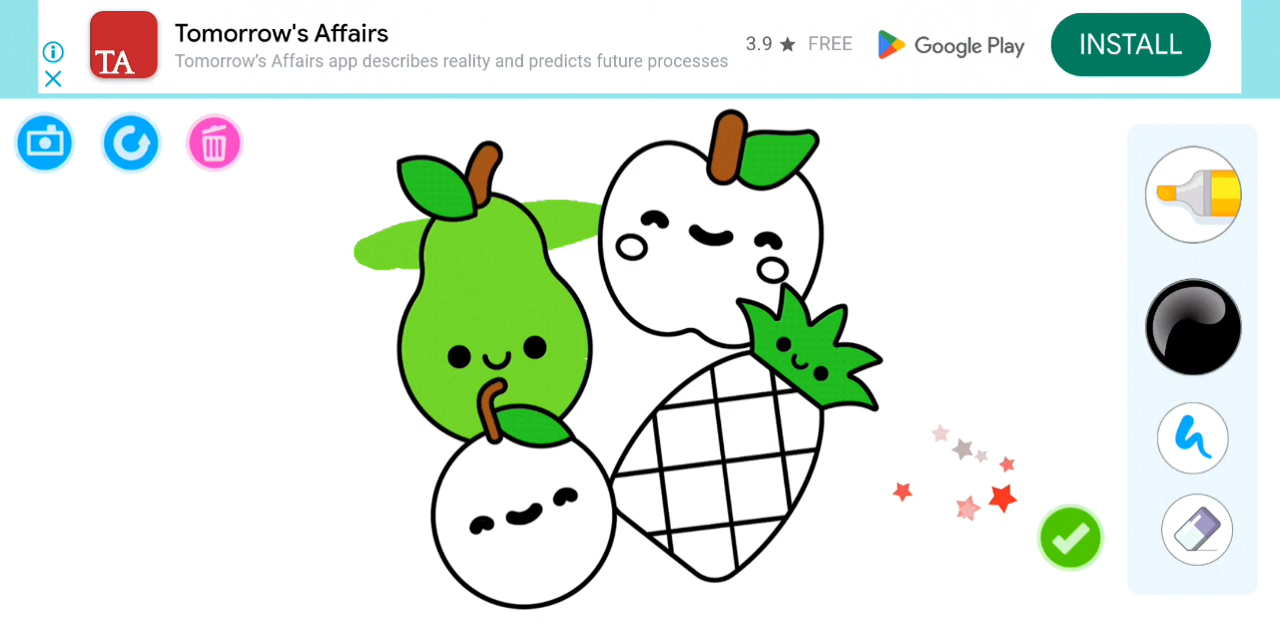 Tomorrow's Affairs
Tomorrow's Affairs app describes reality and predicts future processes
TA
3.9 ★ FREE
Google Play
INSTALL